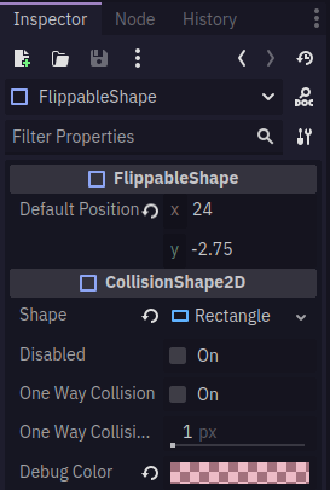 Inspector Node History
FlippableShape
DOC
Filter Properties
FlippableShape
Default Position x 24
y -2.75
CollisionShape2D
Shape Rectangle
Disabled On
One Way Collision On
One Way Collisi... 1 px
Debug Color